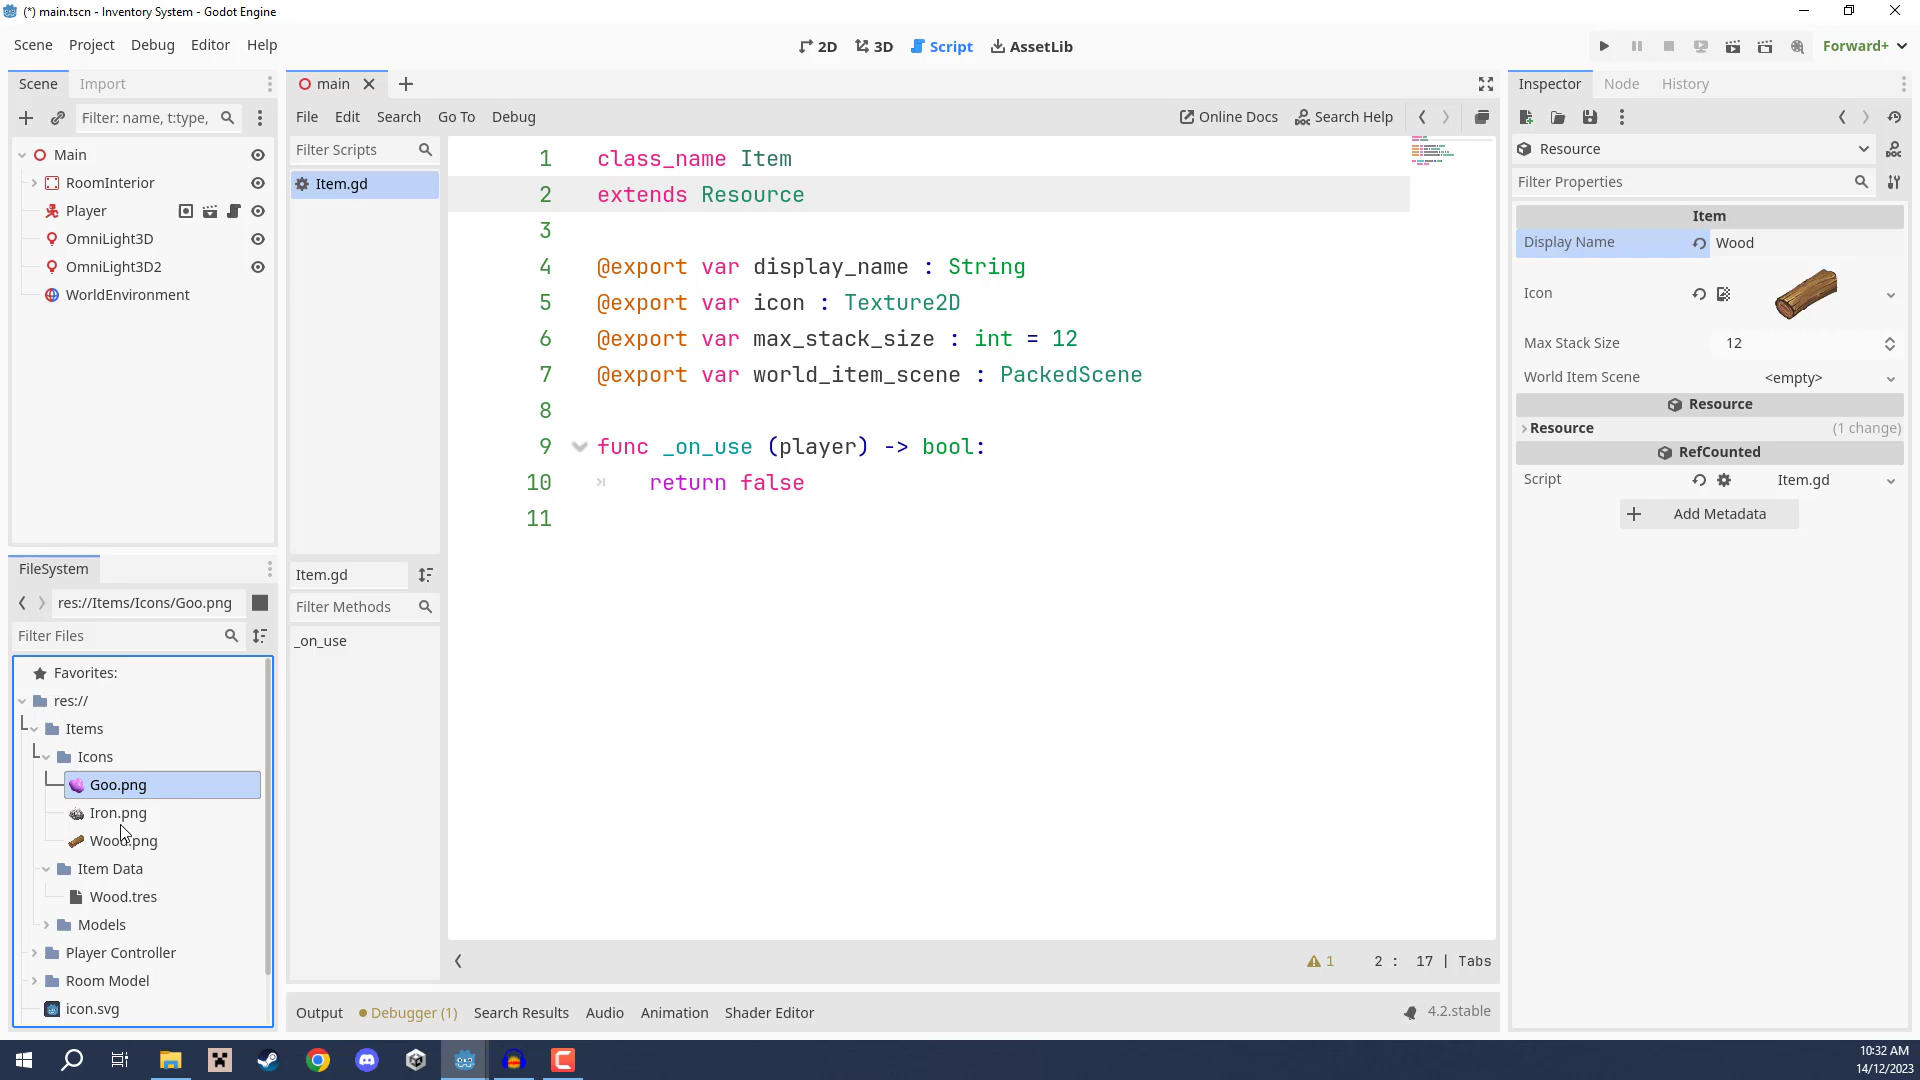 (*) main.tscn - Inventory System - Godot Engine
Scene Project Debug Editor Help
2D 3D Script AssetLib
Forward+
Scene Import
Filter: name, t:type,
Main
RoomInterior
Player
OmniLight3D
OmniLight3D2
WorldEnvironment
FileSystem
res://Items/Icons/Goo.png
Filter Files
Favorites:
res://
Items
Icons
Goo.png
Iron.png
Wood.png
Item Data
Wood.tres
Models
Player Controller
Room Model
icon.svg
main
File Edit Search Go To Debug
Online Docs Search Help
Filter Scripts
Item.gd
Item.gd
Filter Methods
_on_use
1 class_name Item
2 extends Resource
3
4 @export var display_name : String
5 @export var icon : Texture2D
6 @export var max_stack_size : int = 12
7 @export var world_item_scene : PackedScene
8
9 func _on_use (player) -> bool:
10 return false
11
1 2 : 17 | Tabs
Output Debugger (1) Search Results Audio Animation Shader Editor
4.2.stable
Inspector Node History
Resource
Filter Properties
Item
Display Name Wood
Icon
Max Stack Size 12
World Item Scene <empty>
Resource
Resource (1 change)
RefCounted
Script Item.gd
Add Metadata
10:32 AM
14/12/2023